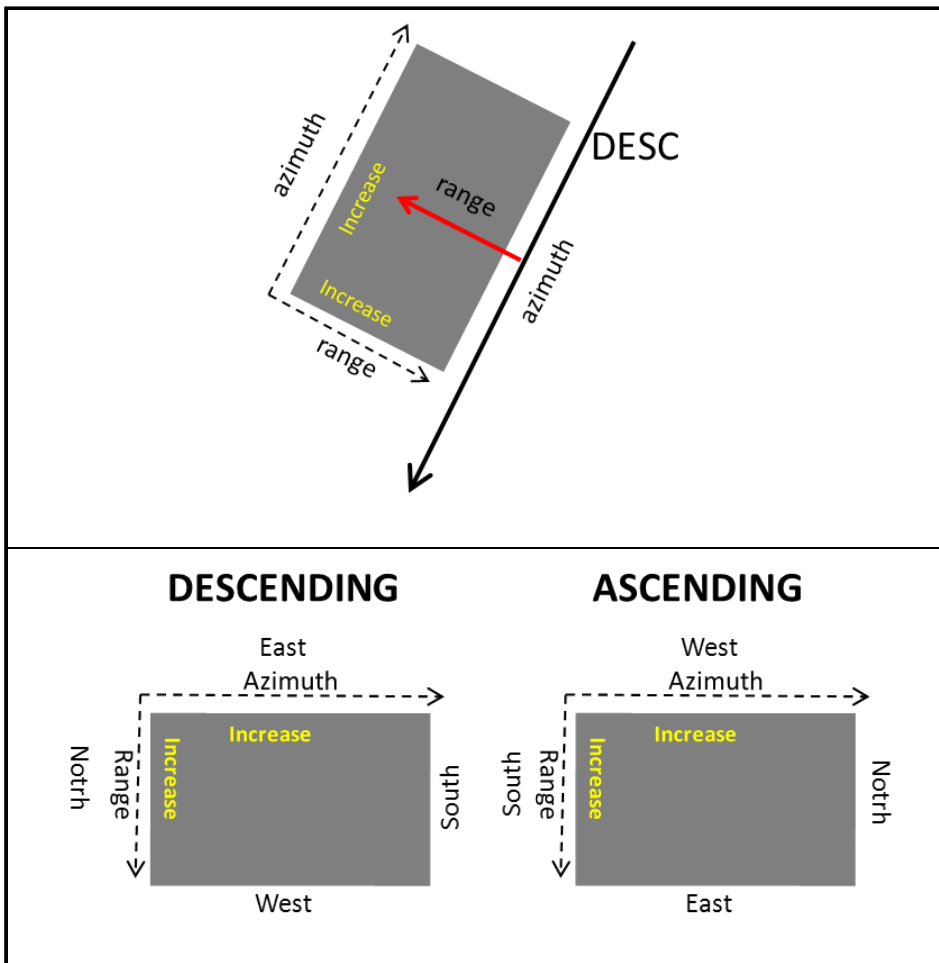 azimuth
DESC
range
Increase
azimuth
Increase
range
DESCENDING
East
Azimuth
Increase
Notrh
Range
Increase
South
West
ASCENDING
West
Azimuth
Increase
South
Range
Increase
Notrh
East